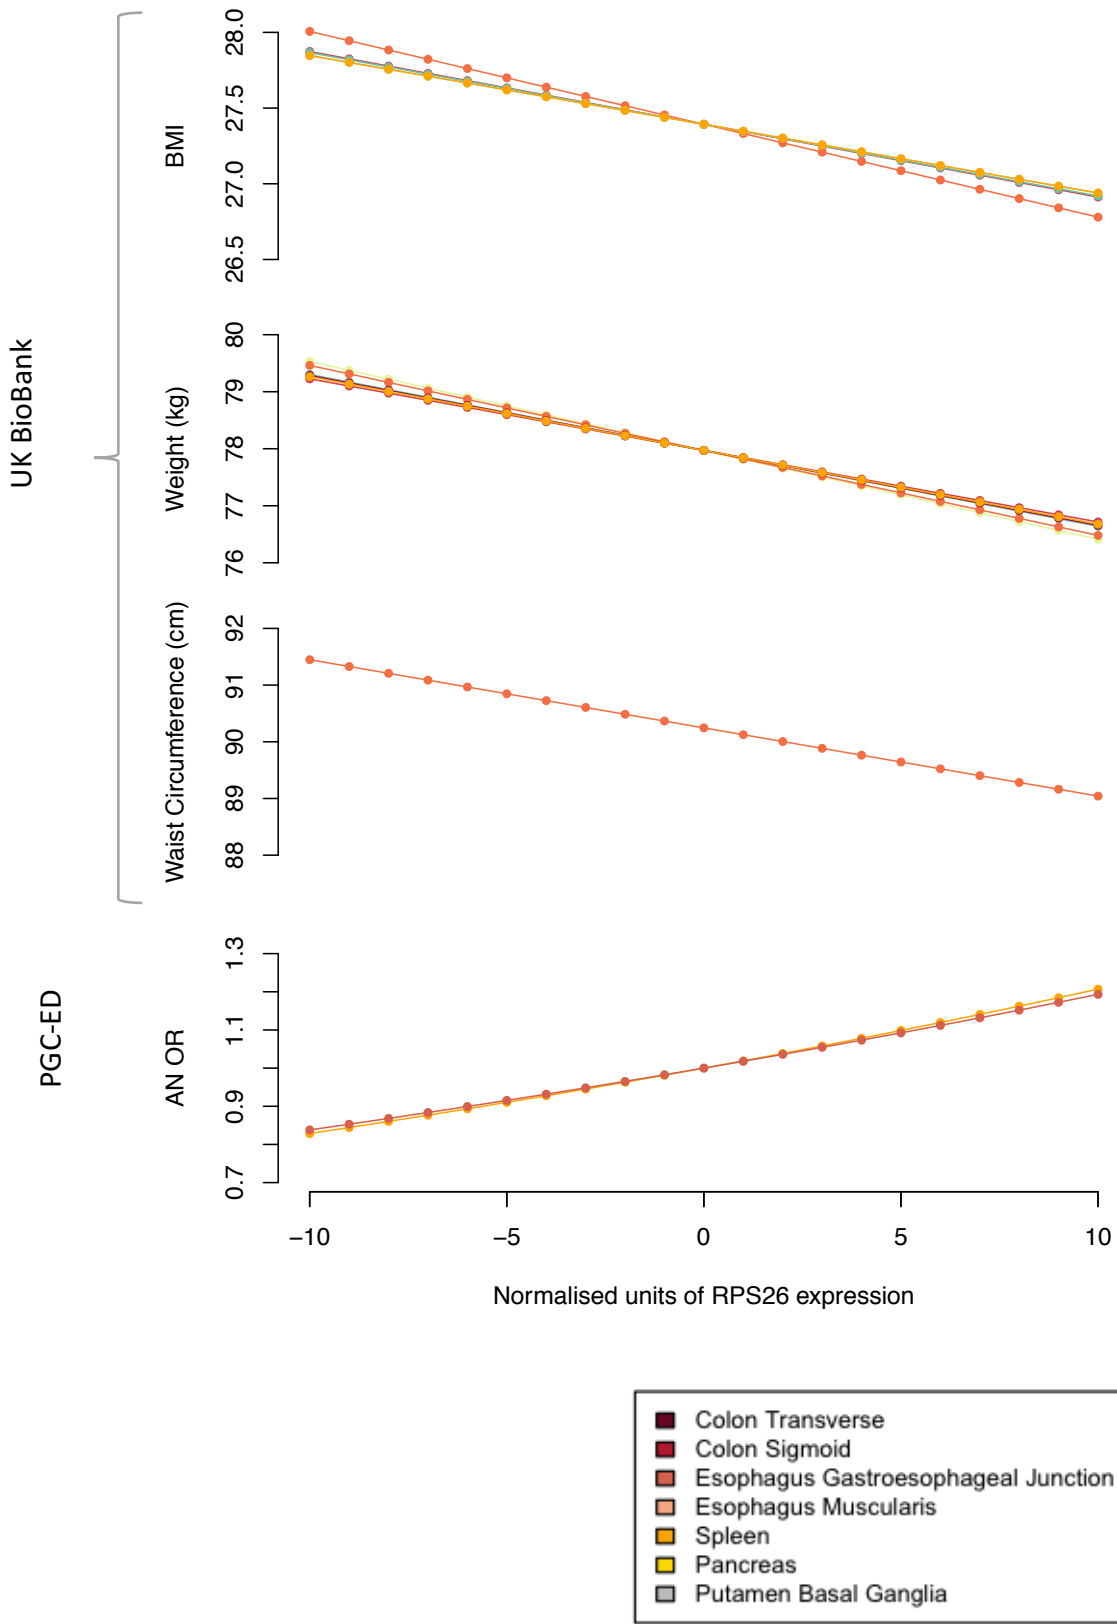 UK BioBank
BMI
28.0
27.5
27.0
26.5
Weight (kg)
80
79
78
77
76
Waist Circumference (cm)
92
91
90
89
88
PGC-ED
AN OR
1.3
1.1
0.9
0.7
−10
−5
0
5
10
Normalised units of RPS26 expression
Colon Transverse
Colon Sigmoid
Esophagus Gastroesophageal Junction
Esophagus Muscularis
Spleen
Pancreas
Putamen Basal Ganglia